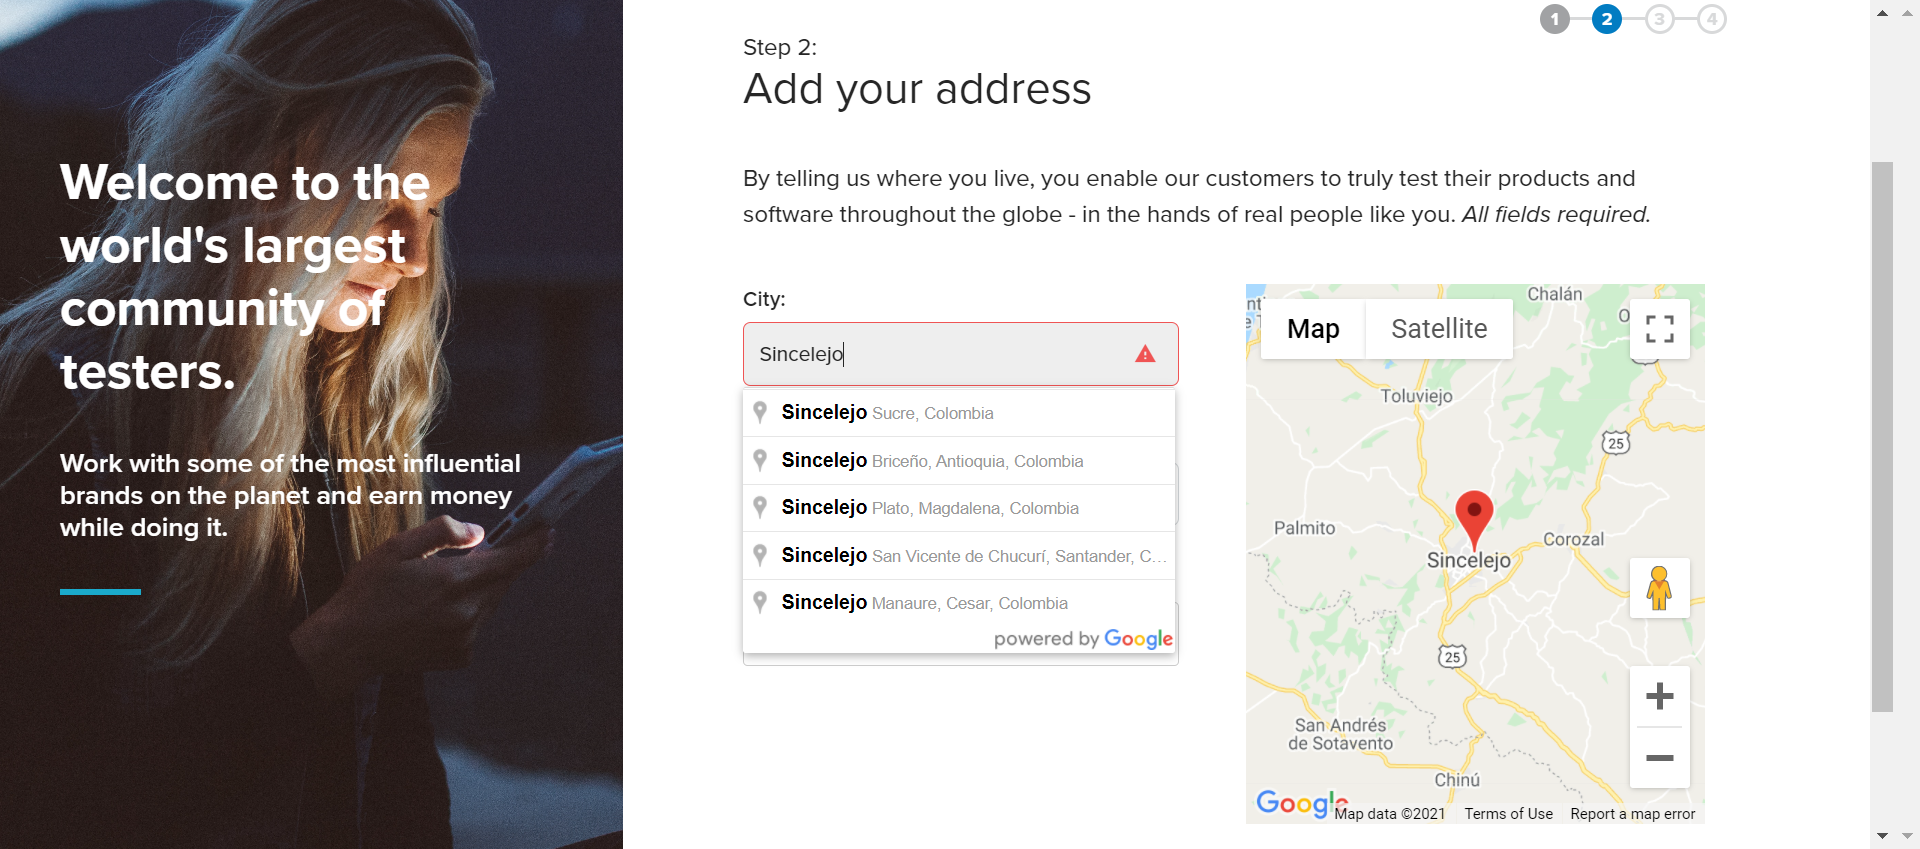 Welcome to the
world's largest
community of
testers.
Work with some of the most influential
brands on the planet and earn money
while doing it.
1 2 3 4
Step 2:
Add your address
By telling us where you live, you enable our customers to truly test their products and
software throughout the globe - in the hands of real people like you. All fields required.
City:
Sincelejo
Sincelejo Sucre, Colombia
Sincelejo Briceño, Antioquia, Colombia
Sincelejo Plato, Magdalena, Colombia
Sincelejo San Vicente de Chucurí, Santander, C...
Sincelejo Manaure, Cesar, Colombia
powered by Google
Map Satellite
Chalán
Toluviejo
25
Palmito
Corozal
Sincelejo
25
San Andrés
de Sotavento
Chinú
Google
Map data ©2021 Terms of Use Report a map error